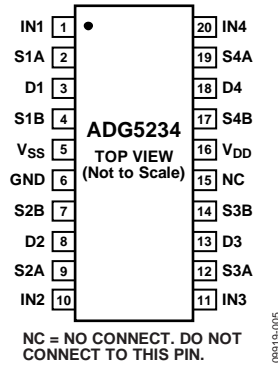 IN1 1 20 IN4
S1A 2 19 S4A
D1 3 18 D4
S1B 4 17 S4B
ADG5234
VSS 5 16 VDD
TOP VIEW
(Not to Scale)
GND 6 15 NC
S2B 7 14 S3B
D2 8 13 D3
S2A 9 12 S3A
IN2 10 11 IN3
NC = NO CONNECT. DO NOT
CONNECT TO THIS PIN.
09919-005